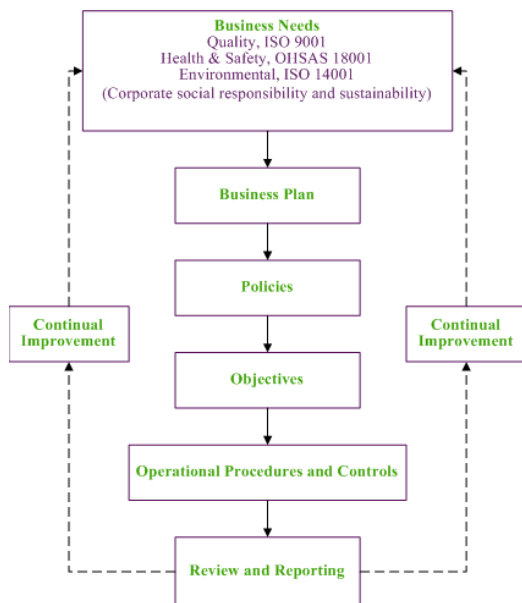 Business Needs
Quality, ISO 9001
Health & Safety, OHSAS 18001
Environmental, ISO 14001
(Corporate social responsibility and sustainability)
Business Plan
Policies
Continual
Improvement
Continual
Improvement
Objectives
Operational Procedures and Controls
Review and Reporting